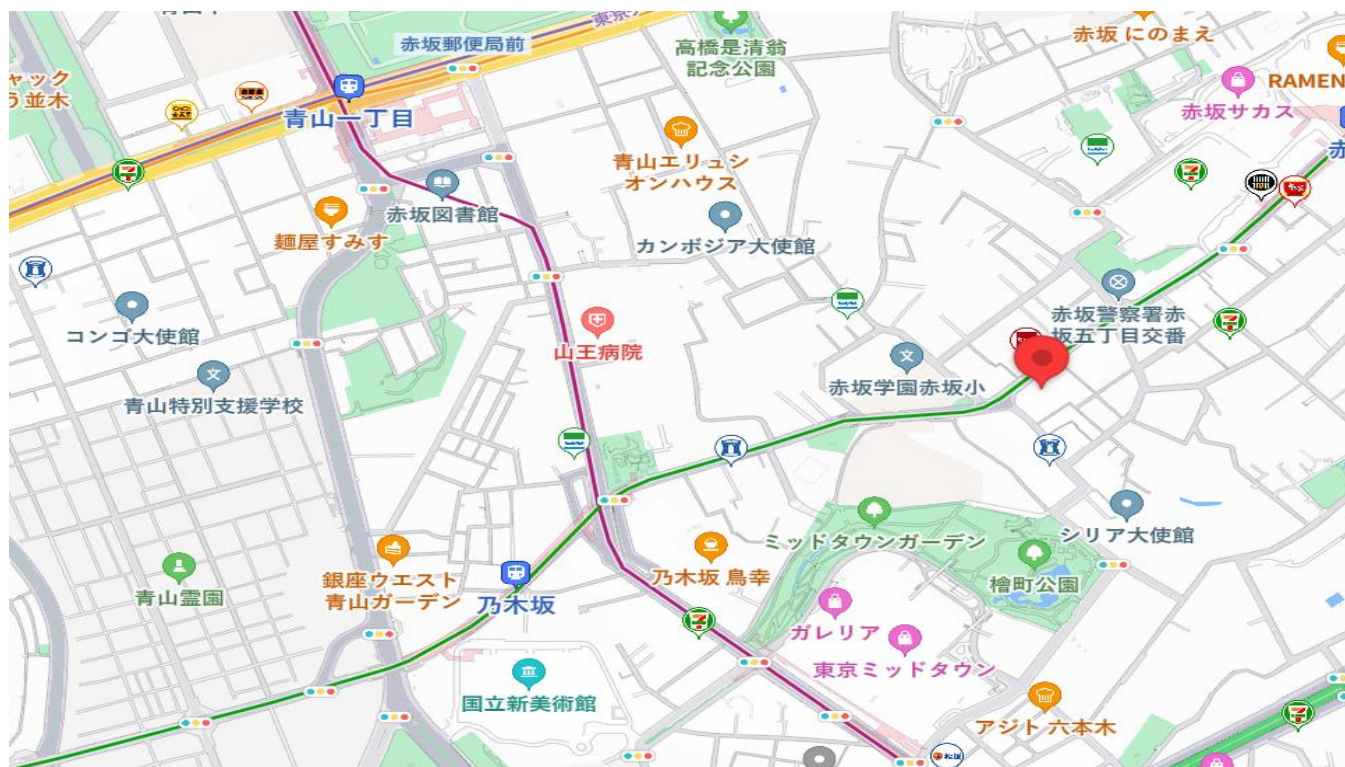 東京
赤坂郵便局前
高橋是清翁
記念公園
赤坂 にのまえ
RAMEN
赤坂サカス
ャック
う並木
青山一丁目
青山エリュシ
オンハウス
赤坂図書館
麺屋すみす
カンボジア大使館
コンゴ大使館
赤坂警察署赤
坂五丁目交番
山王病院
赤坂学園赤坂小
青山特別支援学校
ミッドタウンガーデン
シリア大使館
銀座ウエスト
青山ガーデン
乃木坂
乃木坂 鳥幸
檜町公園
青山霊園
ガレリア
東京ミッドタウン
国立新美術館
アジト 六本木